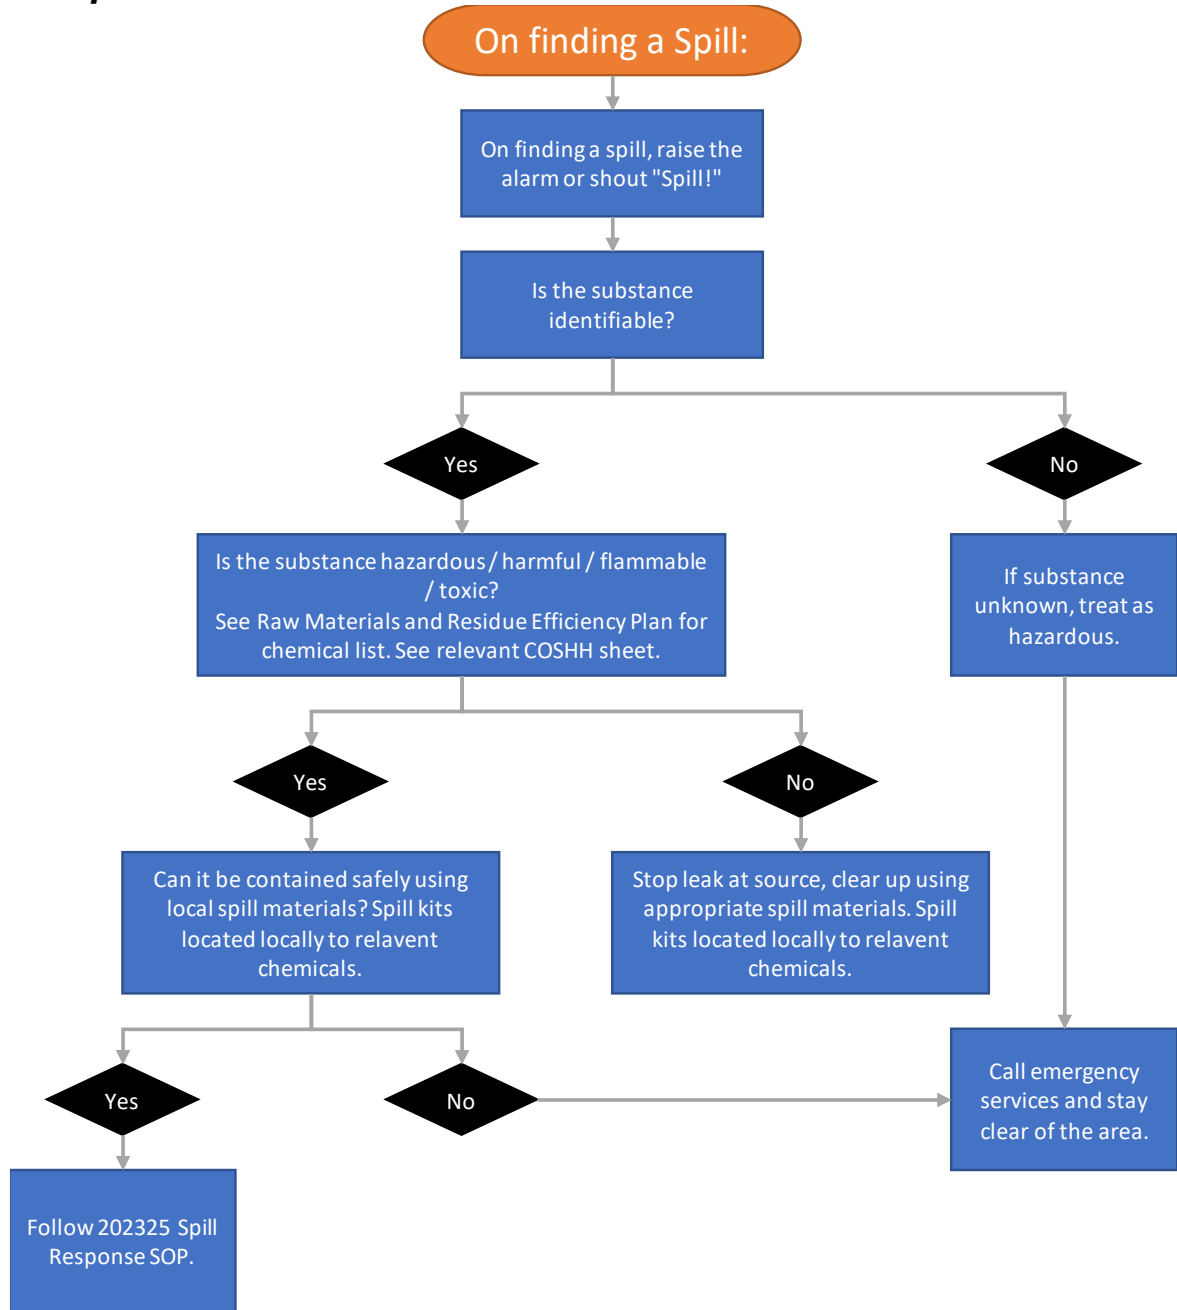 On finding a Spill:
On finding a spill, raise the
alarm or shout "Spill!"
Is the substance
identifiable?
Yes
No
Is the substance hazardous / harmful / flammable
/ toxic?
See Raw Materials and Residue Efficiency Plan for
chemical list. See relevant COSHH sheet.
If substance
unknown, treat as
hazardous.
Yes
No
Can it be contained safely using
local spill materials? Spill kits
located locally to relavent
chemicals.
Stop leak at source, clear up using
appropriate spill materials. Spill
kits located locally to relavent
chemicals.
Yes
No
Call emergency
services and stay
clear of the area.
Follow 202325 Spill
Response SOP.